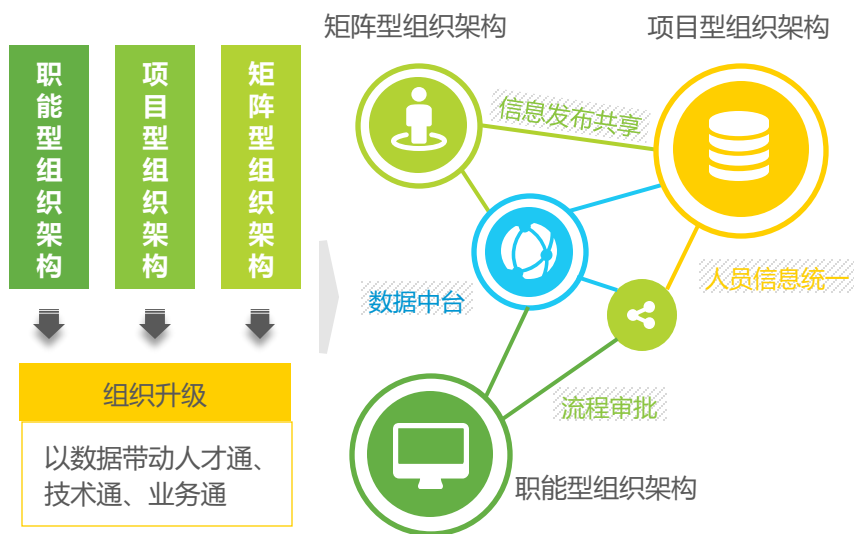 职能型组织架构
项目型组织架构
矩阵型组织架构
组织升级
以数据带动人才通、
技术通、业务通
矩阵型组织架构
项目型组织架构
信息发布共享
数据中台
人员信息统一
流程审批
职能型组织架构